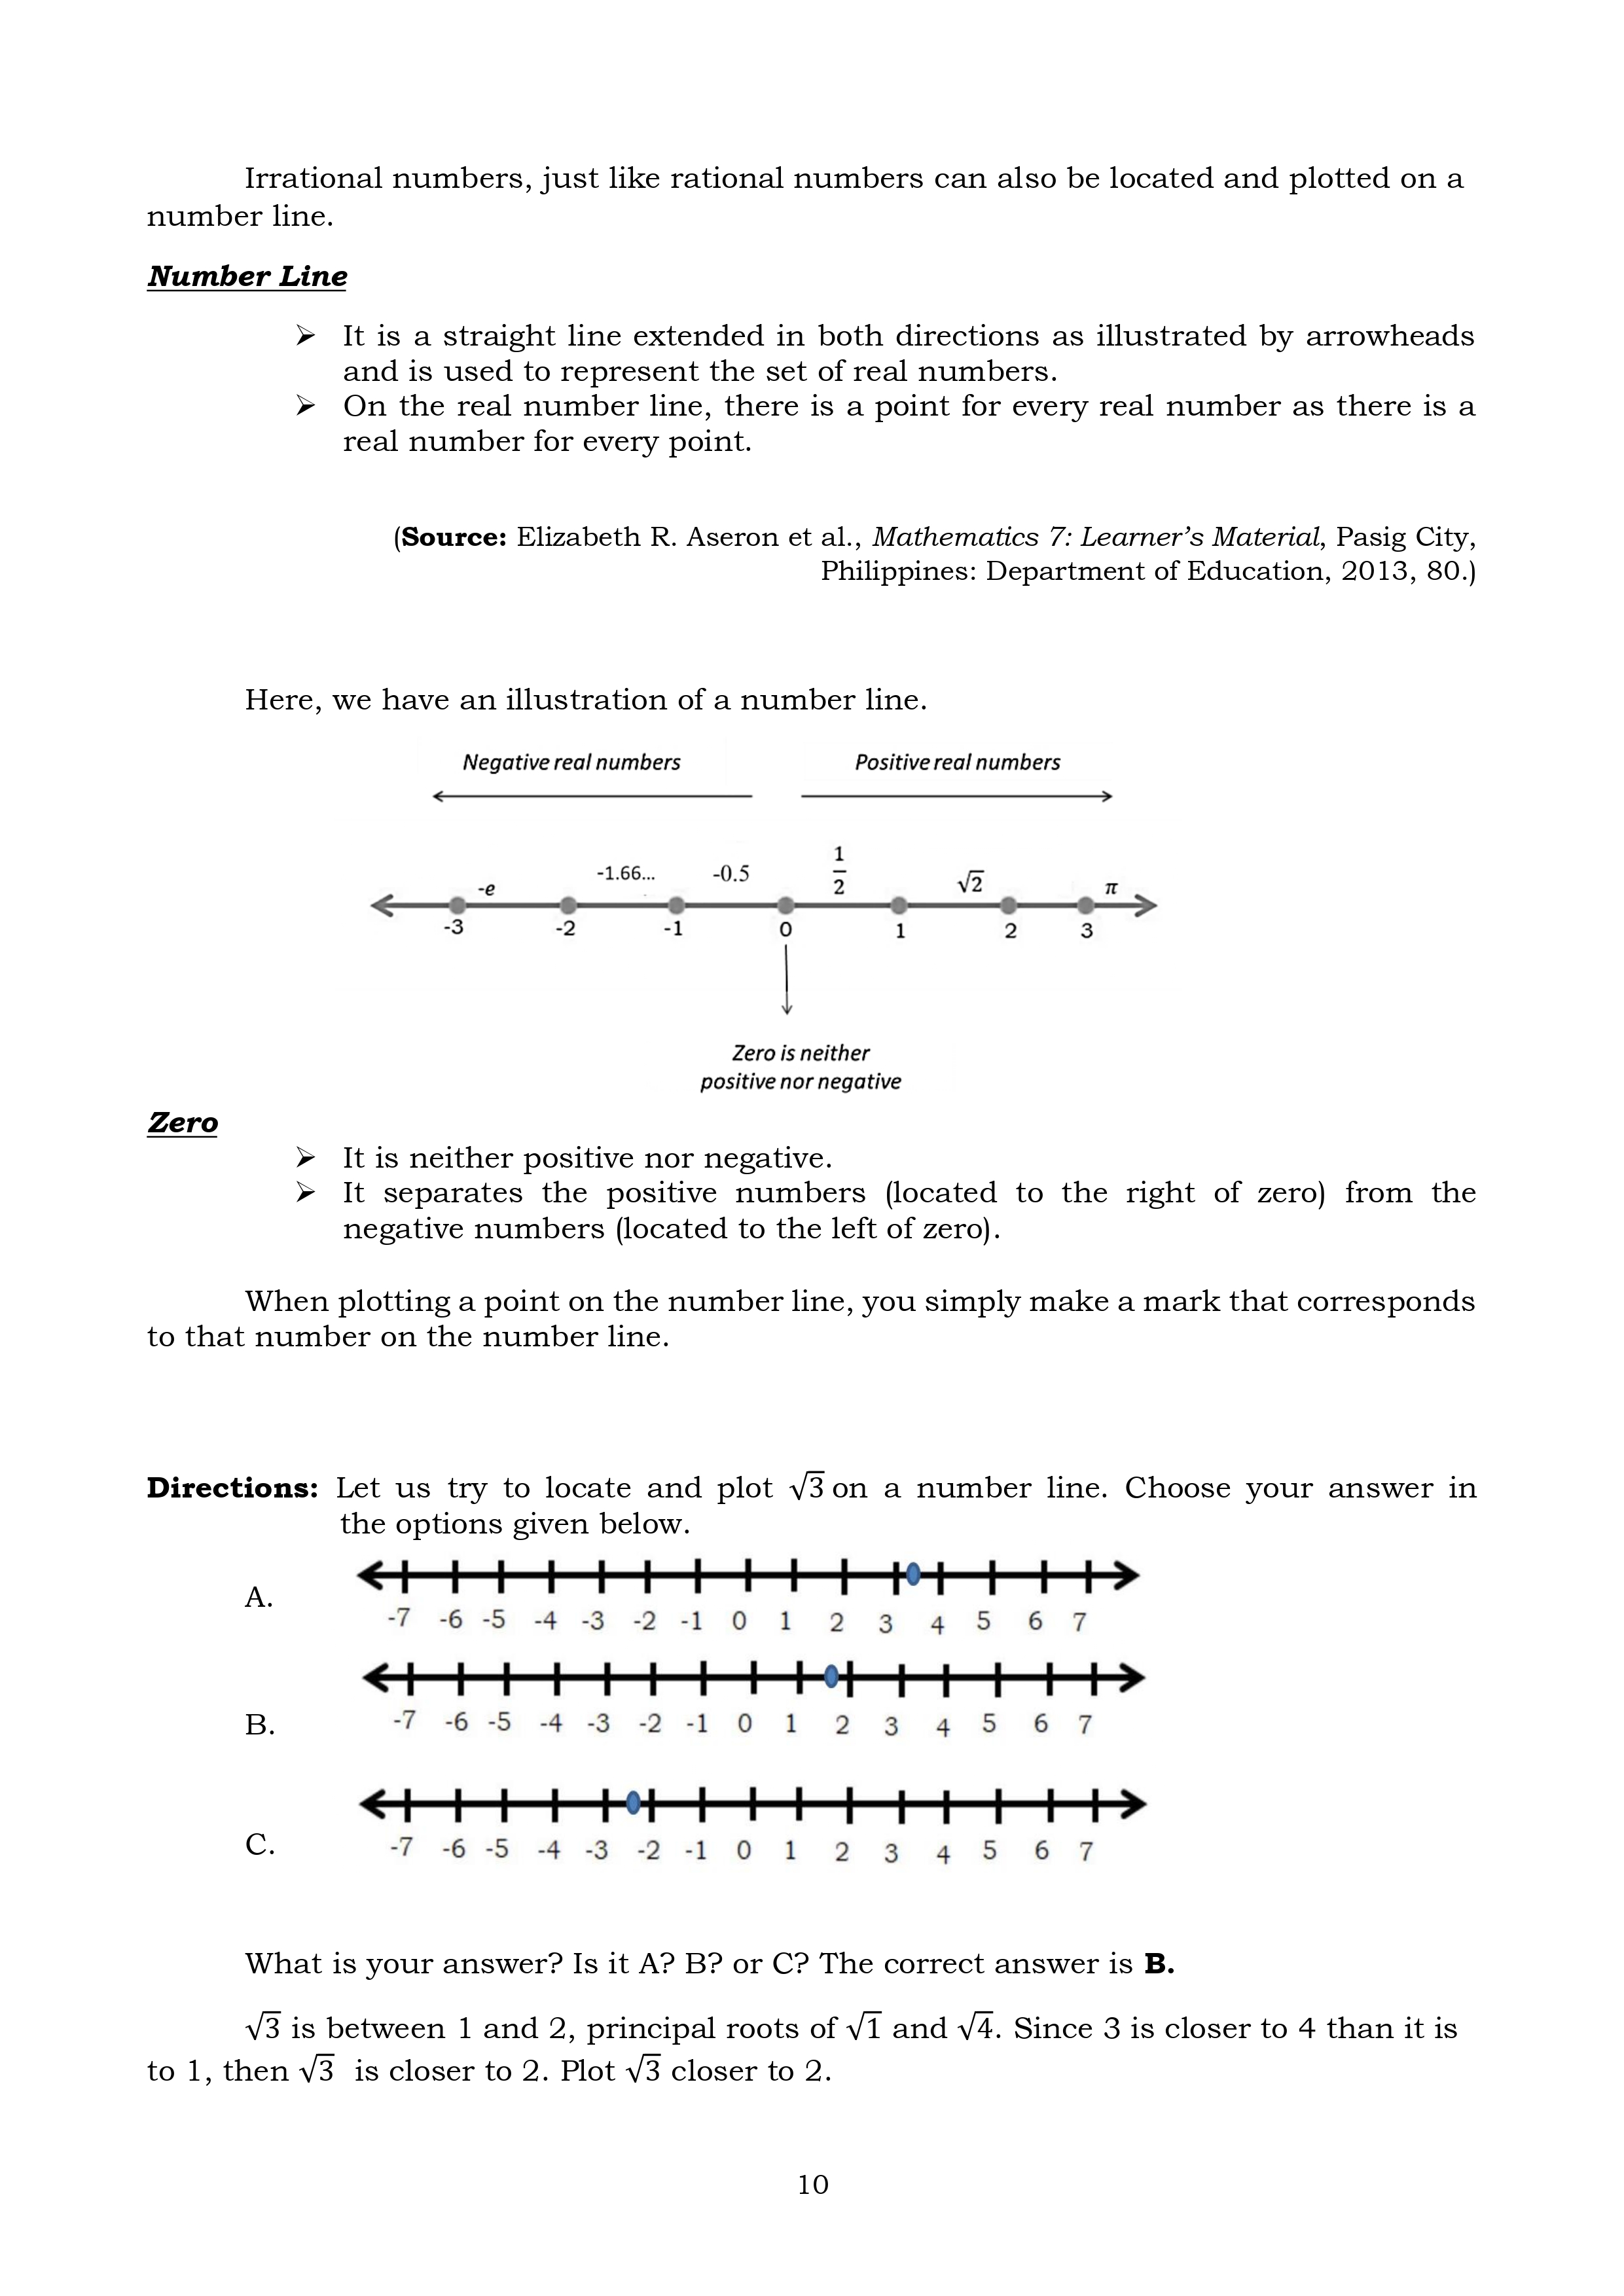 Irrational numbers, just like rational numbers can also be located and plotted on a
number line.
Number Line
➢ It is a straight line extended in both directions as illustrated by arrowheads
and is used to represent the set of real numbers.
➢ On the real number line, there is a point for every real number as there is a
real number for every point.
(Source: Elizabeth R. Aseron et al., Mathematics 7: Learner’s Material, Pasig City,
Philippines: Department of Education, 2013, 80.)
Here, we have an illustration of a number line.
Negative real numbers Positive real numbers
-e -1.66... -0.5 1/2 √2 π
-3 -2 -1 0 1 2 3
Zero is neither
positive nor negative
Zero
➢ It is neither positive nor negative.
➢ It separates the positive numbers (located to the right of zero) from the
negative numbers (located to the left of zero).
When plotting a point on the number line, you simply make a mark that corresponds
to that number on the number line.
Directions: Let us try to locate and plot √3 on a number line. Choose your answer in
the options given below.
A.
-7 -6 -5 -4 -3 -2 -1 0 1 2 3 4 5 6 7
B.
-7 -6 -5 -4 -3 -2 -1 0 1 2 3 4 5 6 7
C.
-7 -6 -5 -4 -3 -2 -1 0 1 2 3 4 5 6 7
What is your answer? Is it A? B? or C? The correct answer is B.
√3 is between 1 and 2, principal roots of √1 and √4. Since 3 is closer to 4 than it is
to 1, then √3 is closer to 2. Plot √3 closer to 2.
10